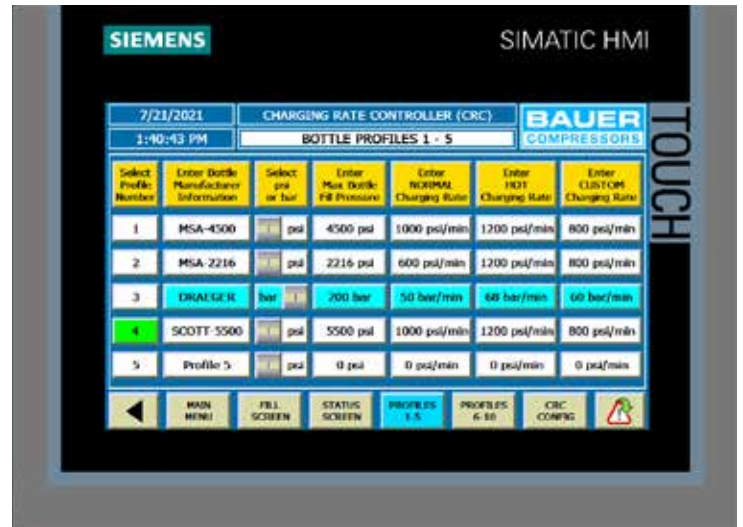 SIEMENS
SIMATIC HMI
TOUCH
7/21/2021
CHARGING RATE CONTROLLER (CRC)
BAUER
COMPRESSORS
1:40:43 PM
BOTTLE PROFILES 1 - 5
Select Profile Number
Enter Bottle Manufacturer Information
Select psi or bar
Enter Max Bottle Fill Pressure
Enter NORMAL Charging Rate
Enter HOT Charging Rate
Enter CUSTOM Charging Rate
1 MSA-4500 psi 4500 psi 1000 psi/min 1200 psi/min 800 psi/min
2 MSA-2216 psi 2216 psi 600 psi/min 1200 psi/min 800 psi/min
3 DRAEGER bar 200 bar 50 bar/min 68 bar/min 60 bar/min
4 SCOTT-5500 psi 5500 psi 1000 psi/min 1200 psi/min 800 psi/min
5 Profile 5 psi 0 psi 0 psi/min 0 psi/min 0 psi/min
MAIN MENU
FILL SCREEN
STATUS SCREEN
PROFILES 1-5
PROFILES 6-10
CRC CONFIG